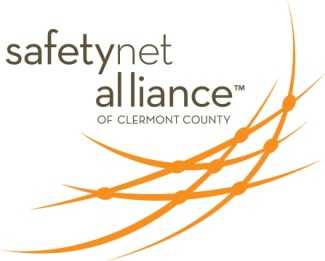 safetynet
alliance™
OF CLERMONT COUNTY